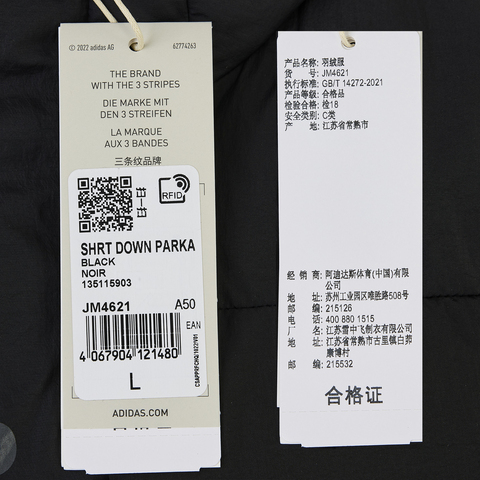 © 2022 adidas AG
62774263
THE BRAND
WITH THE 3 STRIPES
DIE MARKE MIT
DEN 3 STREIFEN
LA MARQUE
AUX 3 BANDES
三条纹品牌
扫一扫
RFID
SHRT DOWN PARKA
BLACK
NOIR
135115903
JM4621
A50
EAN
4 067904 121480
L
ADIDAS.COM
合格证
产品名称: 羽绒服
货 号: JM4621
执行标准: GB/T 14272-2021
产品等级: 合格品
检验合格: 检18
安全类别: C类
产 地: 江苏省常熟市
经 销 商: 阿迪达斯体育(中国)有限
公司
地 址: 苏州工业园区唯胜路508号
邮 编: 215126
电 话: 400 880 1515
厂 名: 江苏雪中飞制衣有限公司
地 址: 江苏省常熟市古里镇白茆
康博村
邮 编: 215532
合格证